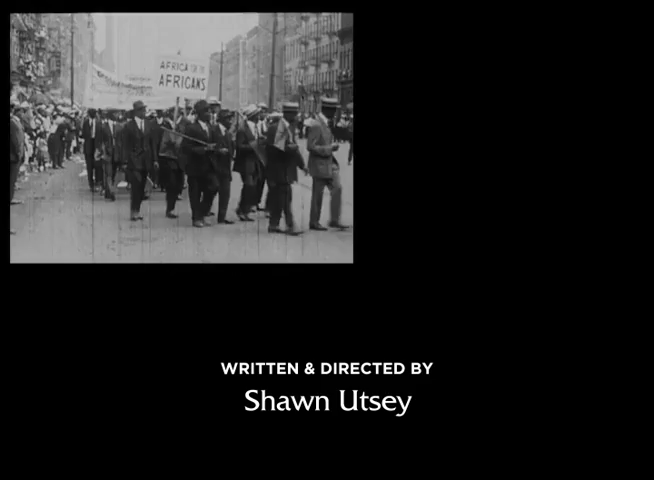 AFRICA FOR THE
AFRICANS
WRITTEN & DIRECTED BY
Shawn Utsey